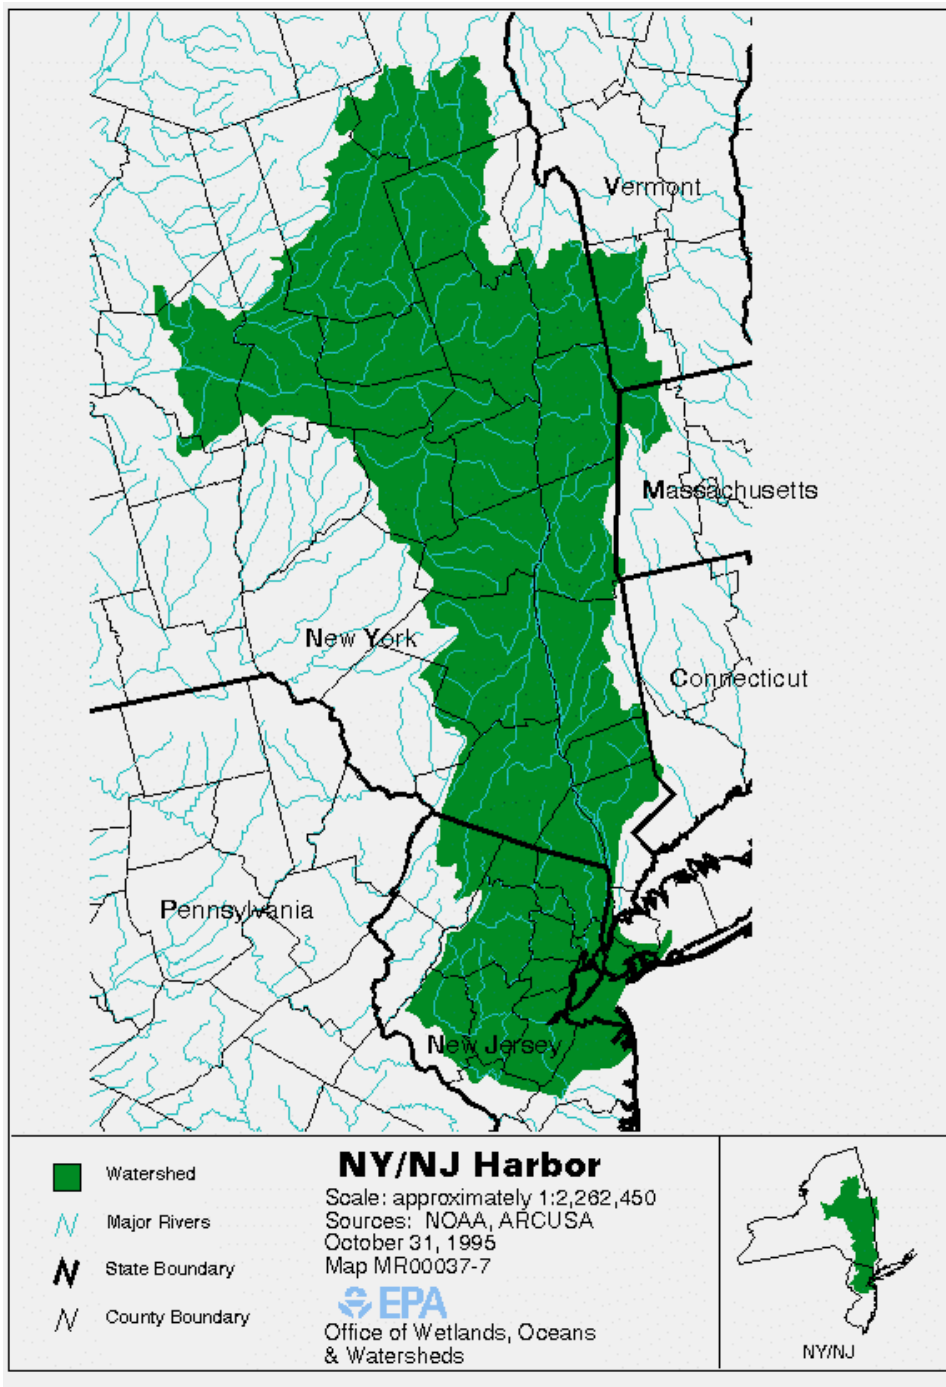 Vermont
Massachusetts
New York
Connecticut
Pennsylvania
New Jersey
Watershed
Major Rivers
State Boundary
County Boundary
NY/NJ Harbor
Scale: approximately 1:2,262,450
Sources: NOAA, ARCUSA
October 31, 1995
Map MR00037-7
EPA
Office of Wetlands, Oceans
& Watersheds
NY/NJ